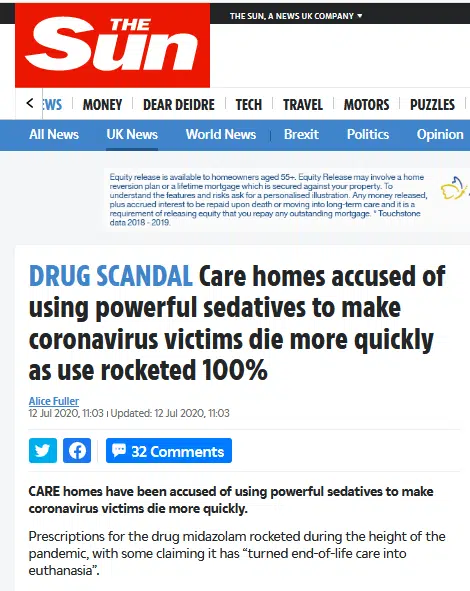 THE
Sun
THE SUN, A NEWS UK COMPANY ▾
< EWS MONEY DEAR DEIDRE TECH TRAVEL MOTORS PUZZLES
All News UK News World News Brexit Politics Opinion
Equity release is available to homeowners aged 55+. Equity Release may involve a home
reversion plan or a lifetime mortgage which is secured against your property. To
understand the features and risks ask for a personalised illustration. Any money released,
plus accrued interest to be repaid upon death or moving into long-term care and it is a
requirement of releasing equity that you repay any outstanding mortgage. * Touchstone
data 2018 - 2019.
DRUG SCANDAL Care homes accused of
using powerful sedatives to make
coronavirus victims die more quickly
as use rocketed 100%
Alice Fuller
12 Jul 2020, 11:03 | Updated: 12 Jul 2020, 11:03
32 Comments
CARE homes have been accused of using powerful sedatives to make
coronavirus victims die more quickly.
Prescriptions for the drug midazolam rocketed during the height of the
pandemic, with some claiming it has “turned end-of-life care into
euthanasia”.